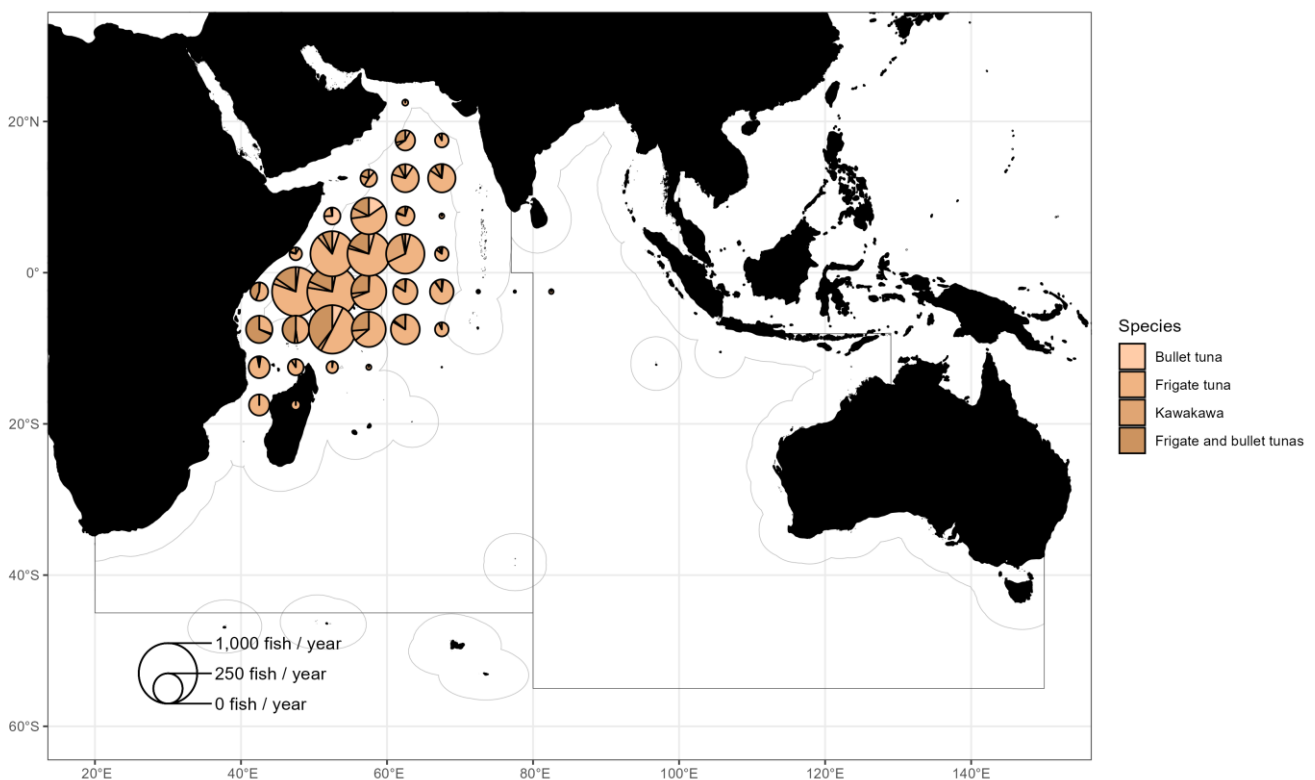 20°N
0°
20°S
40°S
60°S
20°E
40°E
60°E
80°E
100°E
120°E
140°E
1,000 fish / year
250 fish / year
0 fish / year
Species
Bullet tuna
Frigate tuna
Kawakawa
Frigate and bullet tunas